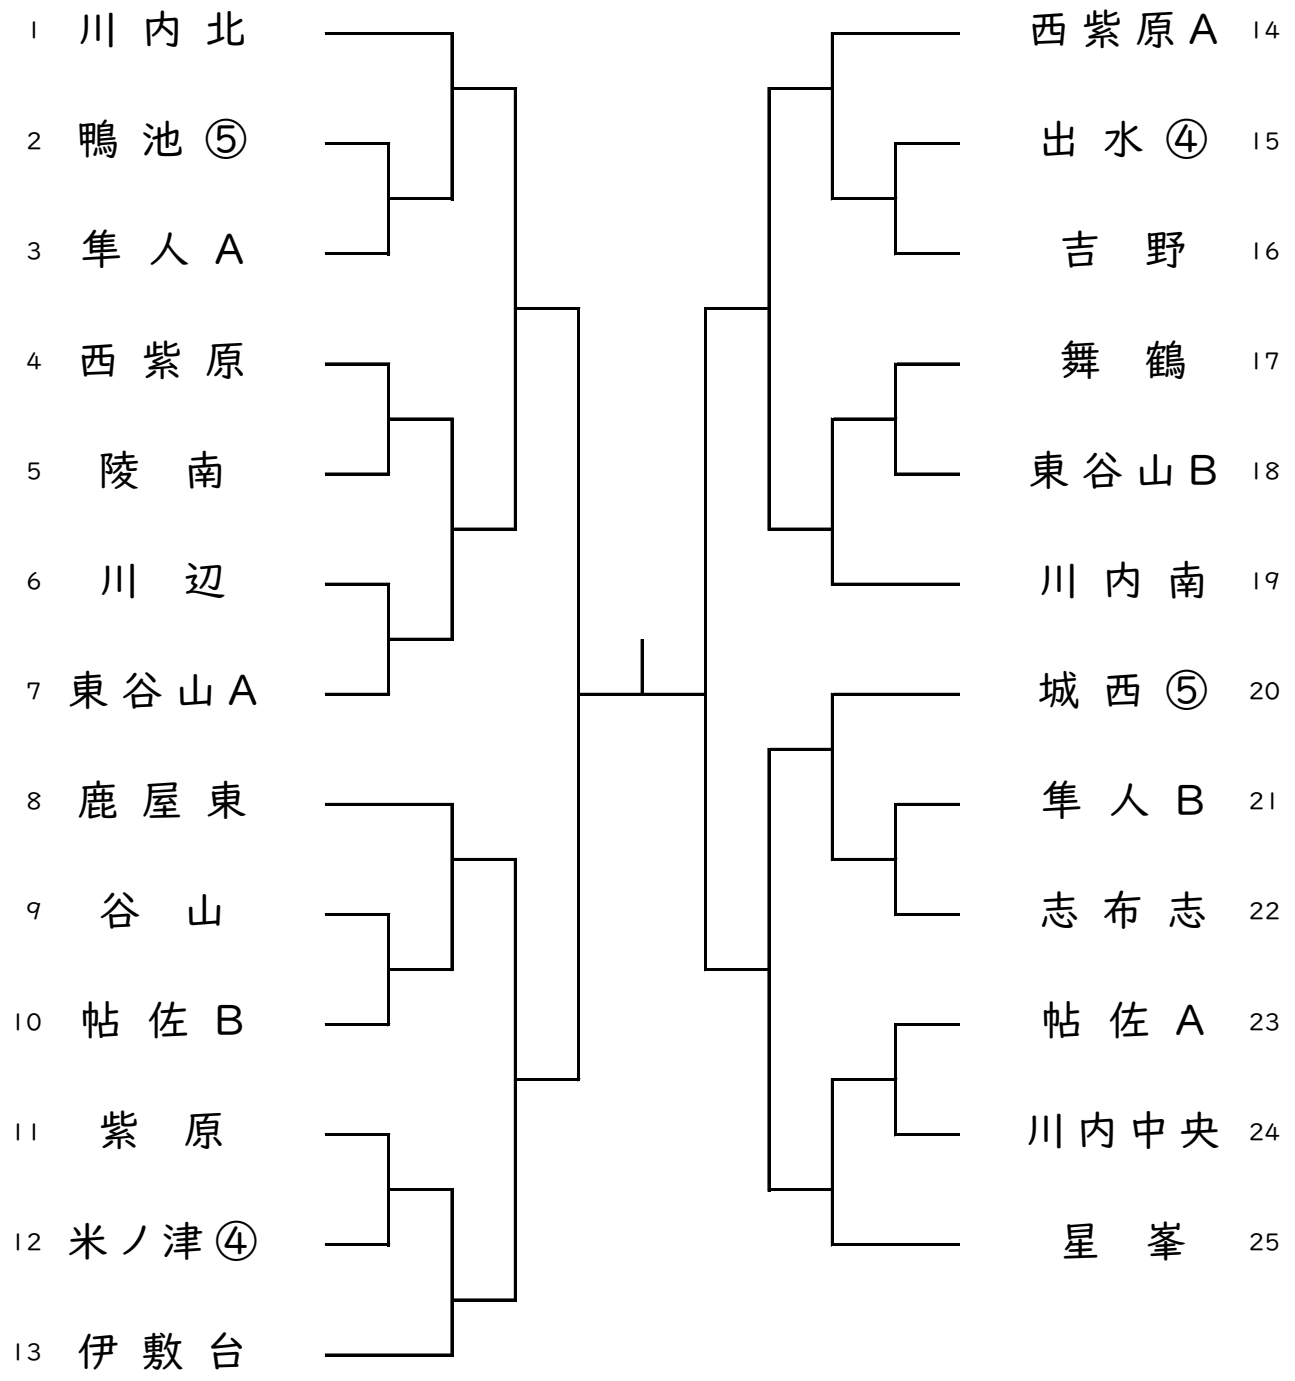 1 川内北
2 鴨池⑤
3 隼人A
4 西紫原
5 陵南
6 川辺
7 東谷山A
8 鹿屋東
9 谷山
10 帖佐B
11 紫原
12 米ノ津④
13 伊敷台
西紫原A 14
出水④ 15
吉野 16
舞鶴 17
東谷山B 18
川内南 19
城西⑤ 20
隼人B 21
志布志 22
帖佐A 23
川内中央 24
星峯 25